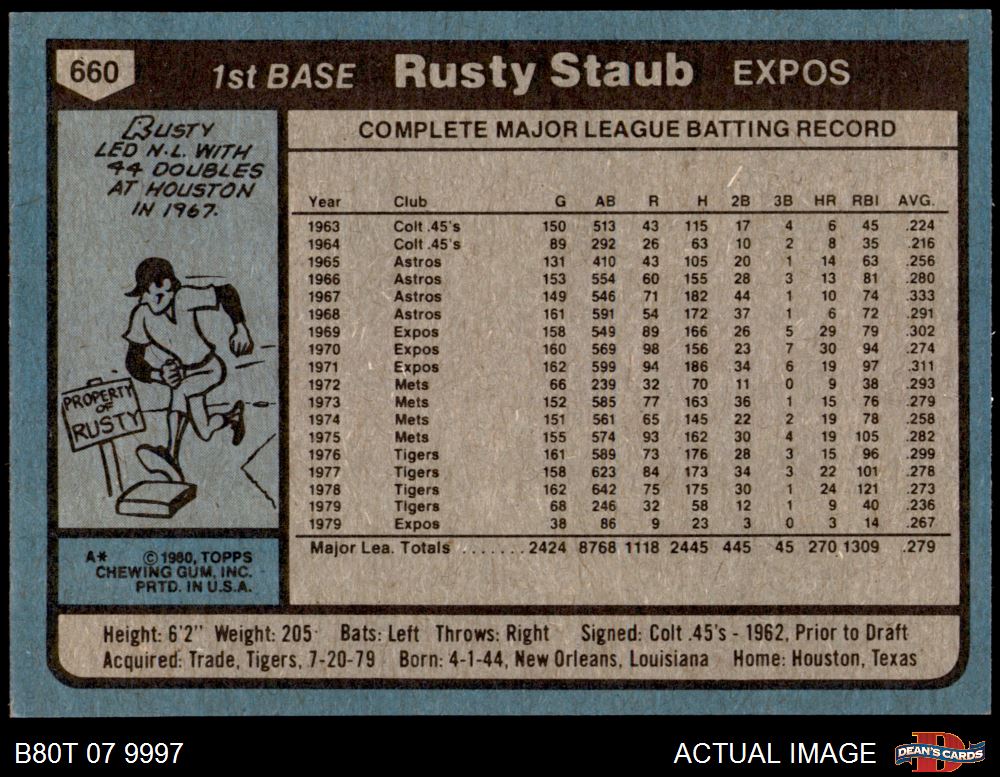 660 1st BASE Rusty Staub EXPOS
RUSTY
LED N.L. WITH
44 DOUBLES
AT HOUSTON
IN 1967.
PROPERTY
OF
RUSTY
A* © 1980, TOPPS
CHEWING GUM, INC.
PRTD. IN U.S.A.
COMPLETE MAJOR LEAGUE BATTING RECORD
Year Club G AB R H 2B 3B HR RBI AVG.
1963 Colt .45's 150 513 43 115 17 4 6 45 .224
1964 Colt .45's 89 292 26 63 10 2 8 35 .216
1965 Astros 131 410 43 105 20 1 14 63 .256
1966 Astros 153 554 60 155 28 3 13 81 .280
1967 Astros 149 546 71 182 44 1 10 74 .333
1968 Astros 161 591 54 172 37 1 6 72 .291
1969 Expos 158 549 89 166 26 5 29 79 .302
1970 Expos 160 569 98 156 23 7 30 94 .274
1971 Expos 162 599 94 186 34 6 19 97 .311
1972 Mets 66 239 32 70 11 0 9 38 .293
1973 Mets 152 585 77 163 36 1 15 76 .279
1974 Mets 151 561 65 145 22 2 19 78 .258
1975 Mets 155 574 93 162 30 4 19 105 .282
1976 Tigers 161 589 73 176 28 3 15 96 .299
1977 Tigers 158 623 84 173 34 3 22 101 .278
1978 Tigers 162 642 75 175 30 1 24 121 .273
1979 Tigers 68 246 32 58 12 1 9 40 .236
1979 Expos 38 86 9 23 3 0 3 14 .267
Major Lea. Totals ....... 2424 8768 1118 2445 445 45 270 1309 .279
Height: 6'2" Weight: 205 Bats: Left Throws: Right Signed: Colt .45's - 1962, Prior to Draft
Acquired: Trade, Tigers, 7-20-79 Born: 4-1-44, New Orleans, Louisiana Home: Houston, Texas
B80T 07 9997 ACTUAL IMAGE D DEAN'S CARDS